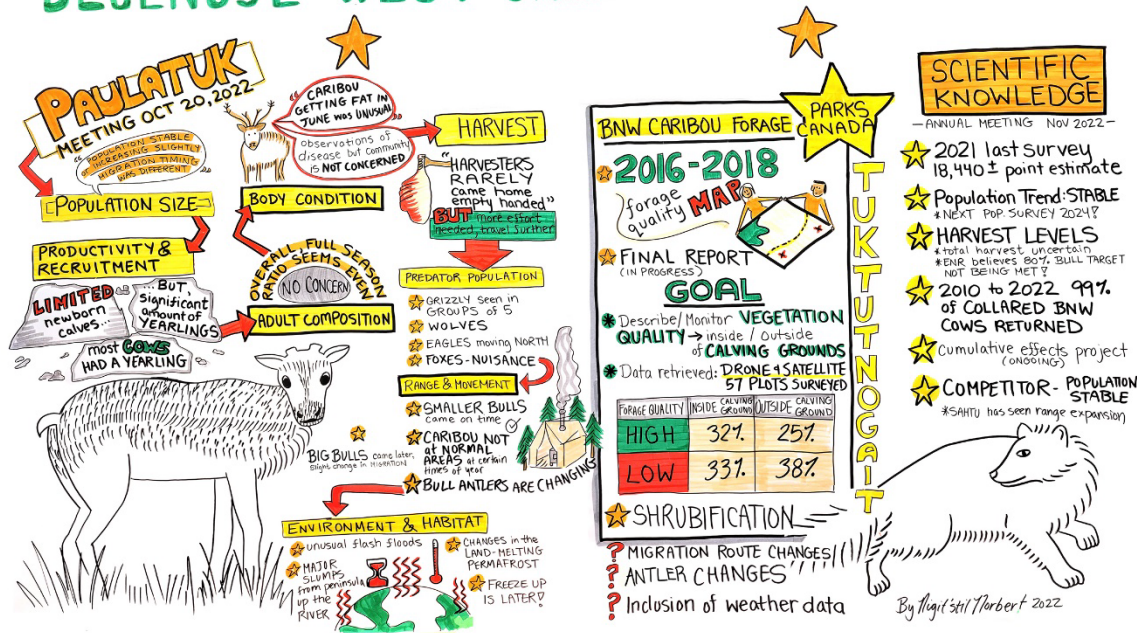 PAULATUK
MEETING OCT 20, 2022
"POPULATION STABLE
INCREASING SLIGHTLY
MIGRATION TIMING
WAS DIFFERENT"
POPULATION SIZE
PRODUCTIVITY &
RECRUITMENT
LIMITED
newborn
calves...
...BUT,
significant
amount of
YEARLINGS
most COWS
HAD A YEARLING
"CARIBOU
GETTING FAT IN
JUNE WAS UNUSUAL"
observations of
disease but community
is NOT CONCERNED
BODY CONDITION
OVERALL, FULL SEASON
RATIO SEEMS EVEN
NO CONCERN
ADULT COMPOSITION
HARVEST
"HARVESTERS
RARELY
came home
empty handed"
BUT more effort
needed, travel further
PREDATOR POPULATION
GRIZZLY SEEN in
GROUPS OF 5
WOLVES
EAGLES moving NORTH
FOXES-NUISANCE
RANGE & MOVEMENT
SMALLER BULLS
came on time
BIG BULLS came later,
slight change in MIGRATION
CARIBOU NOT
at NORMAL
AREAS at certain
times of year
BULL ANTLERS ARE CHANGING
ENVIRONMENT & HABITAT
unusual flash floods
MAJOR
SLUMPS
from peninsula
up the
RIVER
CHANGES in the
LAND-MELTING
PERMAFROST
FREEZE UP
IS LATER!
BNW CARIBOU FORAGE
PARKS
CANADA
2016-2018
forage
quality MAP
FINAL REPORT
(IN PROGRESS)
GOAL
Describe/Monitor VEGETATION
QUALITY → inside / Outside
of CALVING GROUNDS
Data retrieved: DRONE & SATELLITE
57 PLOTS SURVEYED
FORAGE QUALITY INSIDE CALVING GROUND OUTSIDE CALVING GROUND
HIGH 32% 25%
LOW 33% 38%
SHRUBIFICATION
? MIGRATION ROUTE CHANGES
? ANTLER CHANGES
? Inclusion of weather data
TUKTUTNOGAIT
SCIENTIFIC
KNOWLEDGE
-ANNUAL MEETING NOV 2022-
2021 last Survey
18,440 ± point estimate
Population Trend: STABLE
*NEXT POP. SURVEY 2024?
HARVEST LEVELS
*total harvest uncertain
*ENR believes 80% BULL TARGET
NOT BEING MET!
2010 to 2022 99%
of COLLARED BNW
COWS RETURNED
Cumulative effects project
(ONGOING)
COMPETITOR - POPULATION
STABLE
*SAHTU has seen range expansion
By
Norbert 2022